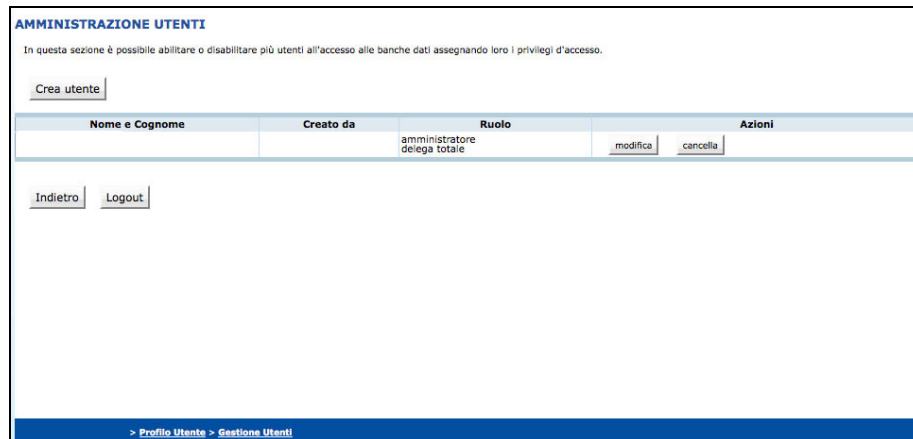 AMMINISTRAZIONE UTENTI
In questa sezione è possibile abilitare o disabilitare più utenti all'accesso alle banche dati assegnando loro i privilegi d'accesso.
Crea utente
Nome e Cognome Creato da Ruolo Azioni
amministratore
delega totale modifica cancella
Indietro Logout
> Profilo Utente > Gestione Utenti